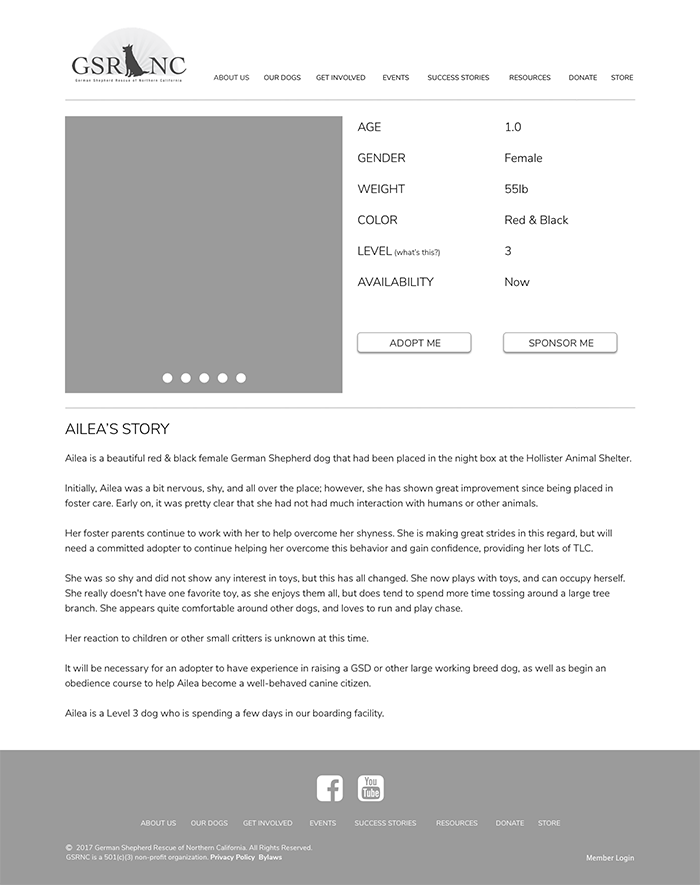 GSR NC
German Shepherd Rescue of Northern California
ABOUT US OUR DOGS GET INVOLVED EVENTS SUCCESS STORIES RESOURCES DONATE STORE
AGE 1.0
GENDER Female
WEIGHT 55lb
COLOR Red & Black
LEVEL (what's this?) 3
AVAILABILITY Now
ADOPT ME SPONSOR ME
AILEA'S STORY
Ailea is a beautiful red & black female German Shepherd dog that had been placed in the night box at the Hollister Animal Shelter.
Initially, Ailea was a bit nervous, shy, and all over the place; however, she has shown great improvement since being placed in
foster care. Early on, it was pretty clear that she had not had much interaction with humans or other animals.
Her foster parents continue to work with her to help overcome her shyness. She is making great strides in this regard, but will
need a committed adopter to continue helping her overcome this behavior and gain confidence, providing her lots of TLC.
She was so shy and did not show any interest in toys, but this has all changed. She now plays with toys, and can occupy herself.
She really doesn't have one favorite toy, as she enjoys them all, but does tend to spend more time tossing around a large tree
branch. She appears quite comfortable around other dogs, and loves to run and play chase.
Her reaction to children or other small critters is unknown at this time.
It will be necessary for an adopter to have experience in raising a GSD or other large working breed dog, as well as begin an
obedience course to help Ailea become a well-behaved canine citizen.
Ailea is a Level 3 dog who is spending a few days in our boarding facility.
You
Tube
ABOUT US OUR DOGS GET INVOLVED EVENTS SUCCESS STORIES RESOURCES DONATE STORE
© 2017 German Shepherd Rescue of Northern California. All Rights Reserved.
GSRNC is a 501(c)(3) non-profit organization. Privacy Policy Bylaws
Member Login